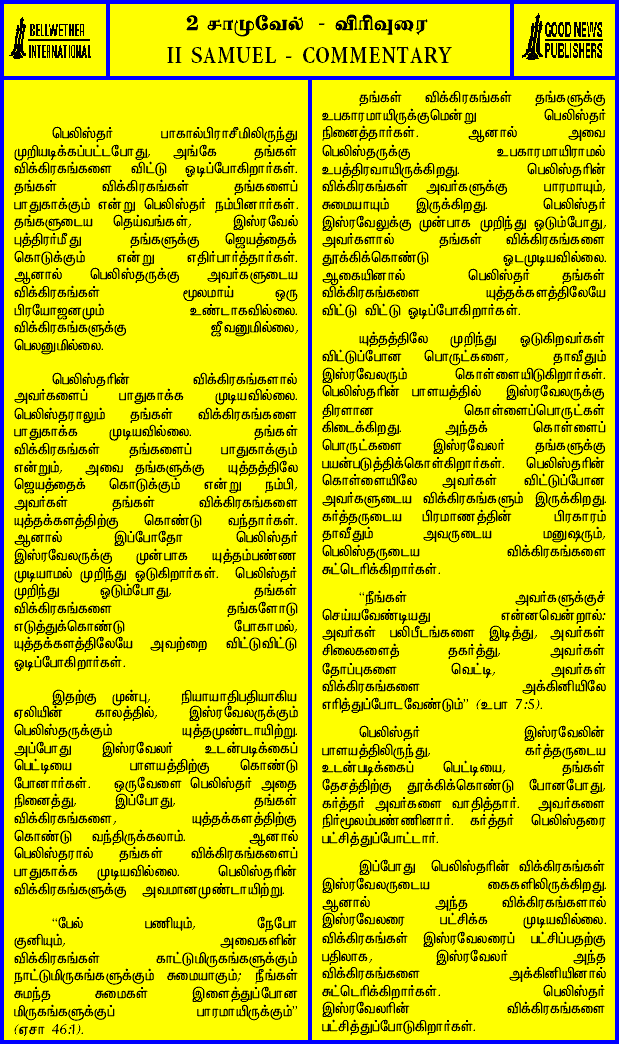 BELLWETHER
INTERNATIONAL
2 சாமுவேல் - விரிவுரை
II SAMUEL - COMMENTARY
GOOD NEWS
PUBLISHERS
பெலிஸ்தர் பாகால்பிராசீமிலிருந்து
முறியடிக்கப்பட்டபோது, அங்கே தங்கள்
விக்கிரகங்களை விட்டு ஓடிப்போகிறார்கள்.
தங்கள் விக்கிரகங்கள் தங்களைப்
பாதுகாக்கும் என்று பெலிஸ்தர் நம்பினார்கள்.
தங்களுடைய தெய்வங்கள், இஸ்ரவேல்
புத்திரர்மீது தங்களுக்கு ஜெயத்தைக்
கொடுக்கும் என்று எதிர்பார்த்தார்கள்.
ஆனால் பெலிஸ்தருக்கு அவர்களுடைய
விக்கிரகங்கள் மூலமாய் ஒரு
பிரயோஜனமும் உண்டாகவில்லை.
விக்கிரகங்களுக்கு ஜீவனுமில்லை,
பெலனுமில்லை.
பெலிஸ்தரின் விக்கிரகங்களால்
அவர்களைப் பாதுகாக்க முடியவில்லை.
பெலிஸ்தராலும் தங்கள் விக்கிரகங்களை
பாதுகாக்க முடியவில்லை. தங்கள்
விக்கிரகங்கள் தங்களைப் பாதுகாக்கும்
என்றும், அவை தங்களுக்கு யுத்தத்திலே
ஜெயத்தைக் கொடுக்கும் என்று நம்பி,
அவர்கள் தங்கள் விக்கிரகங்களை
யுத்தக்களத்திற்கு கொண்டு வந்தார்கள்.
ஆனால் இப்போதோ பெலிஸ்தர்
இஸ்ரவேலருக்கு முன்பாக யுத்தம்பண்ண
முடியாமல் முறிந்து ஓடுகிறார்கள். பெலிஸ்தர்
முறிந்து ஓடும்போது, தங்கள்
விக்கிரகங்களை தங்களோடு
எடுத்துக்கொண்டு போகாமல்,
யுத்தக்களத்திலேயே அவற்றை விட்டுவிட்டு
ஓடிப்போகிறார்கள்.
இதற்கு முன்பு, நியாயாதிபதியாகிய
ஏலியின் காலத்தில், இஸ்ரவேலருக்கும்
பெலிஸ்தருக்கும் யுத்தமுண்டாயிற்று.
அப்போது இஸ்ரவேலர் உடன்படிக்கைப்
பெட்டியை பாளயத்திற்கு கொண்டு
போனார்கள். ஒருவேளை பெலிஸ்தர் அதை
நினைத்து, இப்போது, தங்கள்
விக்கிரகங்களை, யுத்தக்களத்திற்கு
கொண்டு வந்திருக்கலாம். ஆனால்
பெலிஸ்தரால் தங்கள் விக்கிரகங்களைப்
பாதுகாக்க முடியவில்லை. பெலிஸ்தரின்
விக்கிரகங்களுக்கு அவமானமுண்டாயிற்று.
“பேல் பணியும், நேபோ
குனியும், அவைகளின்
விக்கிரகங்கள் காட்டுமிருகங்களுக்கும்
நாட்டுமிருகங்களுக்கும் சுமையாகும்; நீங்கள்
சுமந்த சுமைகள் இளைத்துப்போன
மிருகங்களுக்குப் பாரமாயிருக்கும்”
(ஏசா 46:1).
தங்கள் விக்கிரகங்கள் தங்களுக்கு
உபகாரமாயிருக்குமென்று பெலிஸ்தர்
நினைத்தார்கள். ஆனால் அவை
பெலிஸ்தருக்கு உபகாரமாயிராமல்
உபத்திரவாயிருக்கிறது. பெலிஸ்தரின்
விக்கிரகங்கள் அவர்களுக்கு பாரமாயும்,
சுமையாயும் இருக்கிறது. பெலிஸ்தர்
இஸ்ரவேலுக்கு முன்பாக முறிந்து ஓடும்போது,
அவர்களால் தங்கள் விக்கிரகங்களை
தூக்கிக்கொண்டு ஓடமுடியவில்லை.
ஆகையினால் பெலிஸ்தர் தங்கள்
விக்கிரகங்களை யுத்தக்களத்திலேயே
விட்டு விட்டு ஓடிப்போகிறார்கள்.
யுத்தத்திலே முறிந்து ஓடுகிறவர்கள்
விட்டுப்போன பொருட்களை, தாவீதும்
இஸ்ரவேலரும் கொள்ளையிடுகிறார்கள்.
பெலிஸ்தரின் பாளயத்தில் இஸ்ரவேலருக்கு
திரளான கொள்ளைப்பொருட்கள்
கிடைக்கிறது. அந்தக் கொள்ளைப்
பொருட்களை இஸ்ரவேலர் தங்களுக்கு
பயன்படுத்திக்கொள்கிறார்கள். பெலிஸ்தரின்
கொள்ளையிலே அவர்கள் விட்டுப்போன
அவர்களுடைய விக்கிரகங்களும் இருக்கிறது.
கர்த்தருடைய பிரமாணத்தின் பிரகாரம்
தாவீதும் அவருடைய மனுஷரும்,
பெலிஸ்தருடைய விக்கிரகங்களை
சுட்டெரிக்கிறார்கள்.
“நீங்கள் அவர்களுக்குச்
செய்யவேண்டியது என்னவென்றால்:
அவர்கள் பலிபீடங்களை இடித்து, அவர்கள்
சிலைகளைத் தகர்த்து, அவர்கள்
தோப்புகளை வெட்டி, அவர்கள்
விக்கிரகங்களை அக்கினியிலே
எரித்துப்போடவேண்டும்” (உபா 7:5).
பெலிஸ்தர் இஸ்ரவேலின்
பாளயத்திலிருந்து, கர்த்தருடைய
உடன்படிக்கைப் பெட்டியை, தங்கள்
தேசத்திற்கு தூக்கிக்கொண்டு போனபோது,
கர்த்தர் அவர்களை வாதித்தார். அவர்களை
நிர்மூலம்பண்ணினார். கர்த்தர் பெலிஸ்தரை
பட்சித்துப்போட்டார்.
இப்போது பெலிஸ்தரின் விக்கிரகங்கள்
இஸ்ரவேலருடைய கைகளிலிருக்கிறது.
ஆனால் அந்த விக்கிரகங்களால்
இஸ்ரவேலரை பட்சிக்க முடியவில்லை.
விக்கிரகங்கள் இஸ்ரவேலரைப் பட்சிப்பதற்கு
பதிலாக, இஸ்ரவேலர் அந்த
விக்கிரகங்களை அக்கினியினால்
சுட்டெரிக்கிறார்கள். பெலிஸ்தர்
இஸ்ரவேலரின் விக்கிரகங்களை
பட்சித்துப்போடுகிறார்கள்.